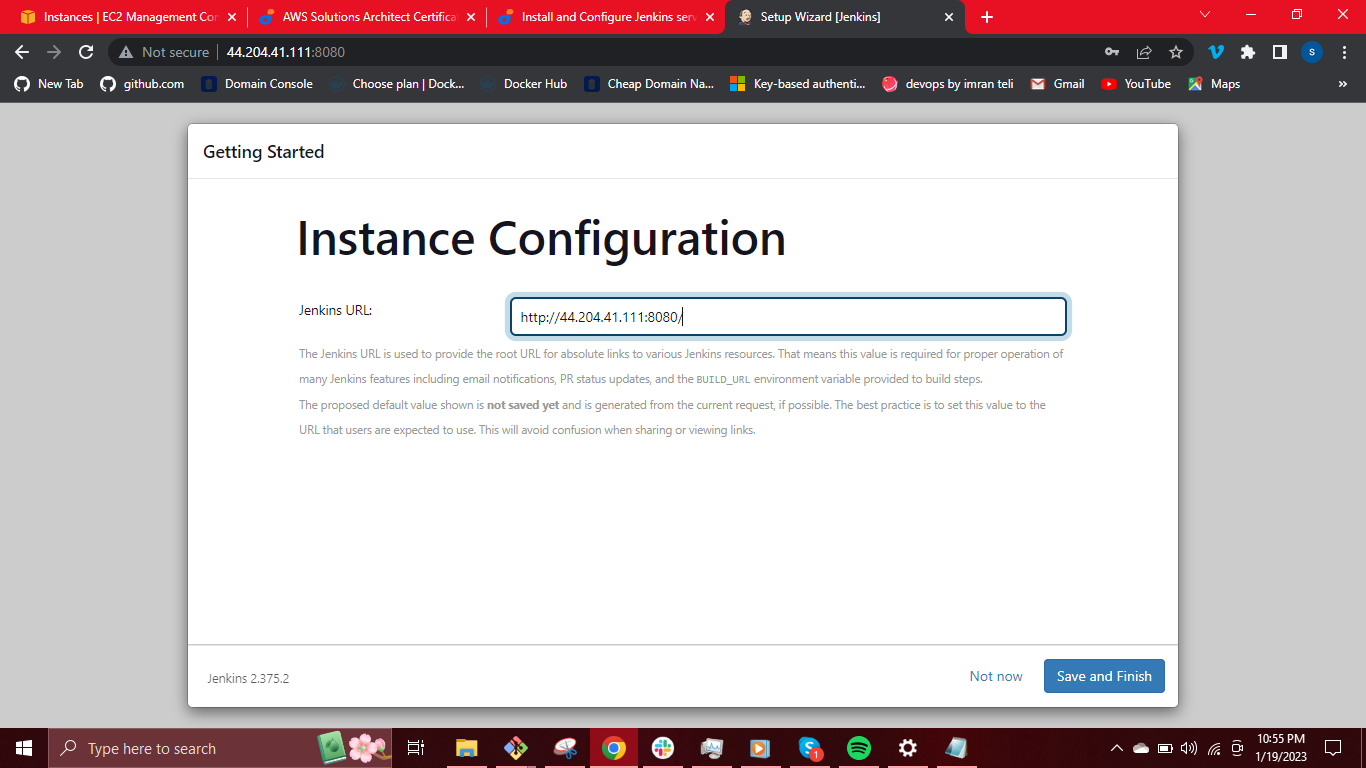 Instances | EC2 Management Con
AWS Solutions Architect Certificat
Install and Configure Jenkins serv
Setup Wizard [Jenkins]
Not secure
44.204.41.111:8080
s
New Tab
github.com
Domain Console
Choose plan | Dock...
Docker Hub
Cheap Domain Na...
Key-based authenti...
devops by imran teli
Gmail
YouTube
Maps
»
Getting Started
Instance Configuration
Jenkins URL:
http://44.204.41.111:8080/
The Jenkins URL is used to provide the root URL for absolute links to various Jenkins resources. That means this value is required for proper operation of
many Jenkins features including email notifications, PR status updates, and the BUILD_URL environment variable provided to build steps.
The proposed default value shown is not saved yet and is generated from the current request, if possible. The best practice is to set this value to the
URL that users are expected to use. This will avoid confusion when sharing or viewing links.
Jenkins 2.375.2
Not now
Save and Finish
Type here to search
1
10:55 PM
1/19/2023